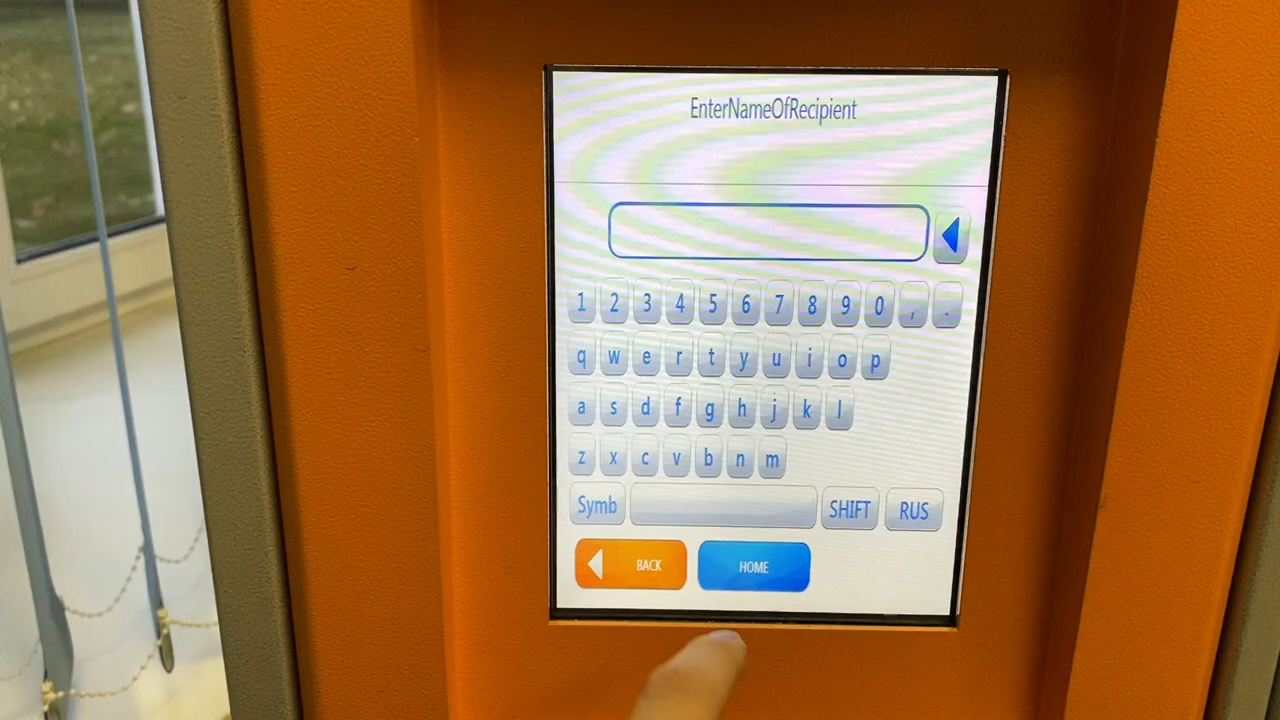 EnterNameOfRecipient
1 2 3 4 5 6 7 8 9 0 , .
q w e r t y u i o p
a s d f g h j k l
z x c v b n m
Symb SHIFT RUS
BACK HOME